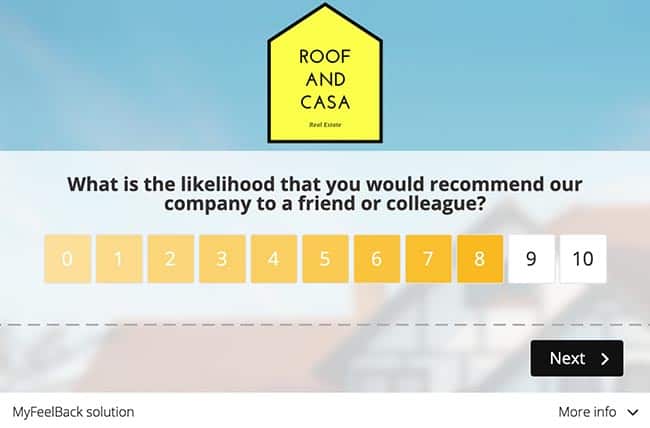 ROOF
AND
CASA
Real Estate
What is the likelihood that you would recommend our
company to a friend or colleague?
0 1 2 3 4 5 6 7 8 9 10
Next
MyFeelBack solution More info